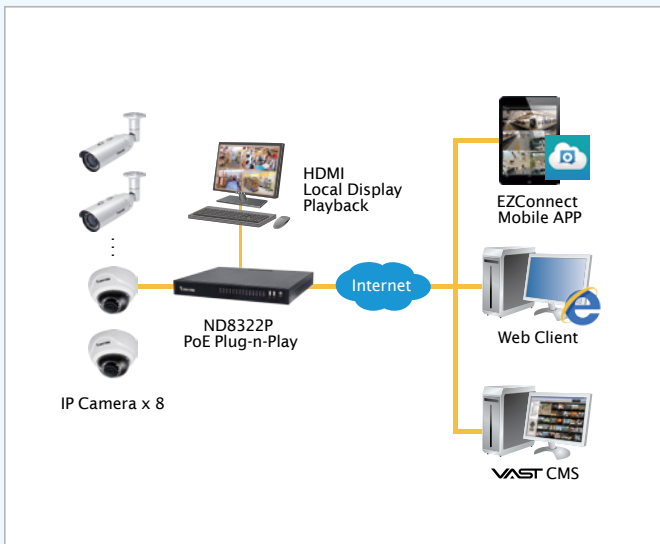 HDMI
Local Display
Playback
EZConnect
Mobile APP
Internet
ND8322P
PoE Plug-n-Play
Web Client
IP Camera x 8
VAST CMS